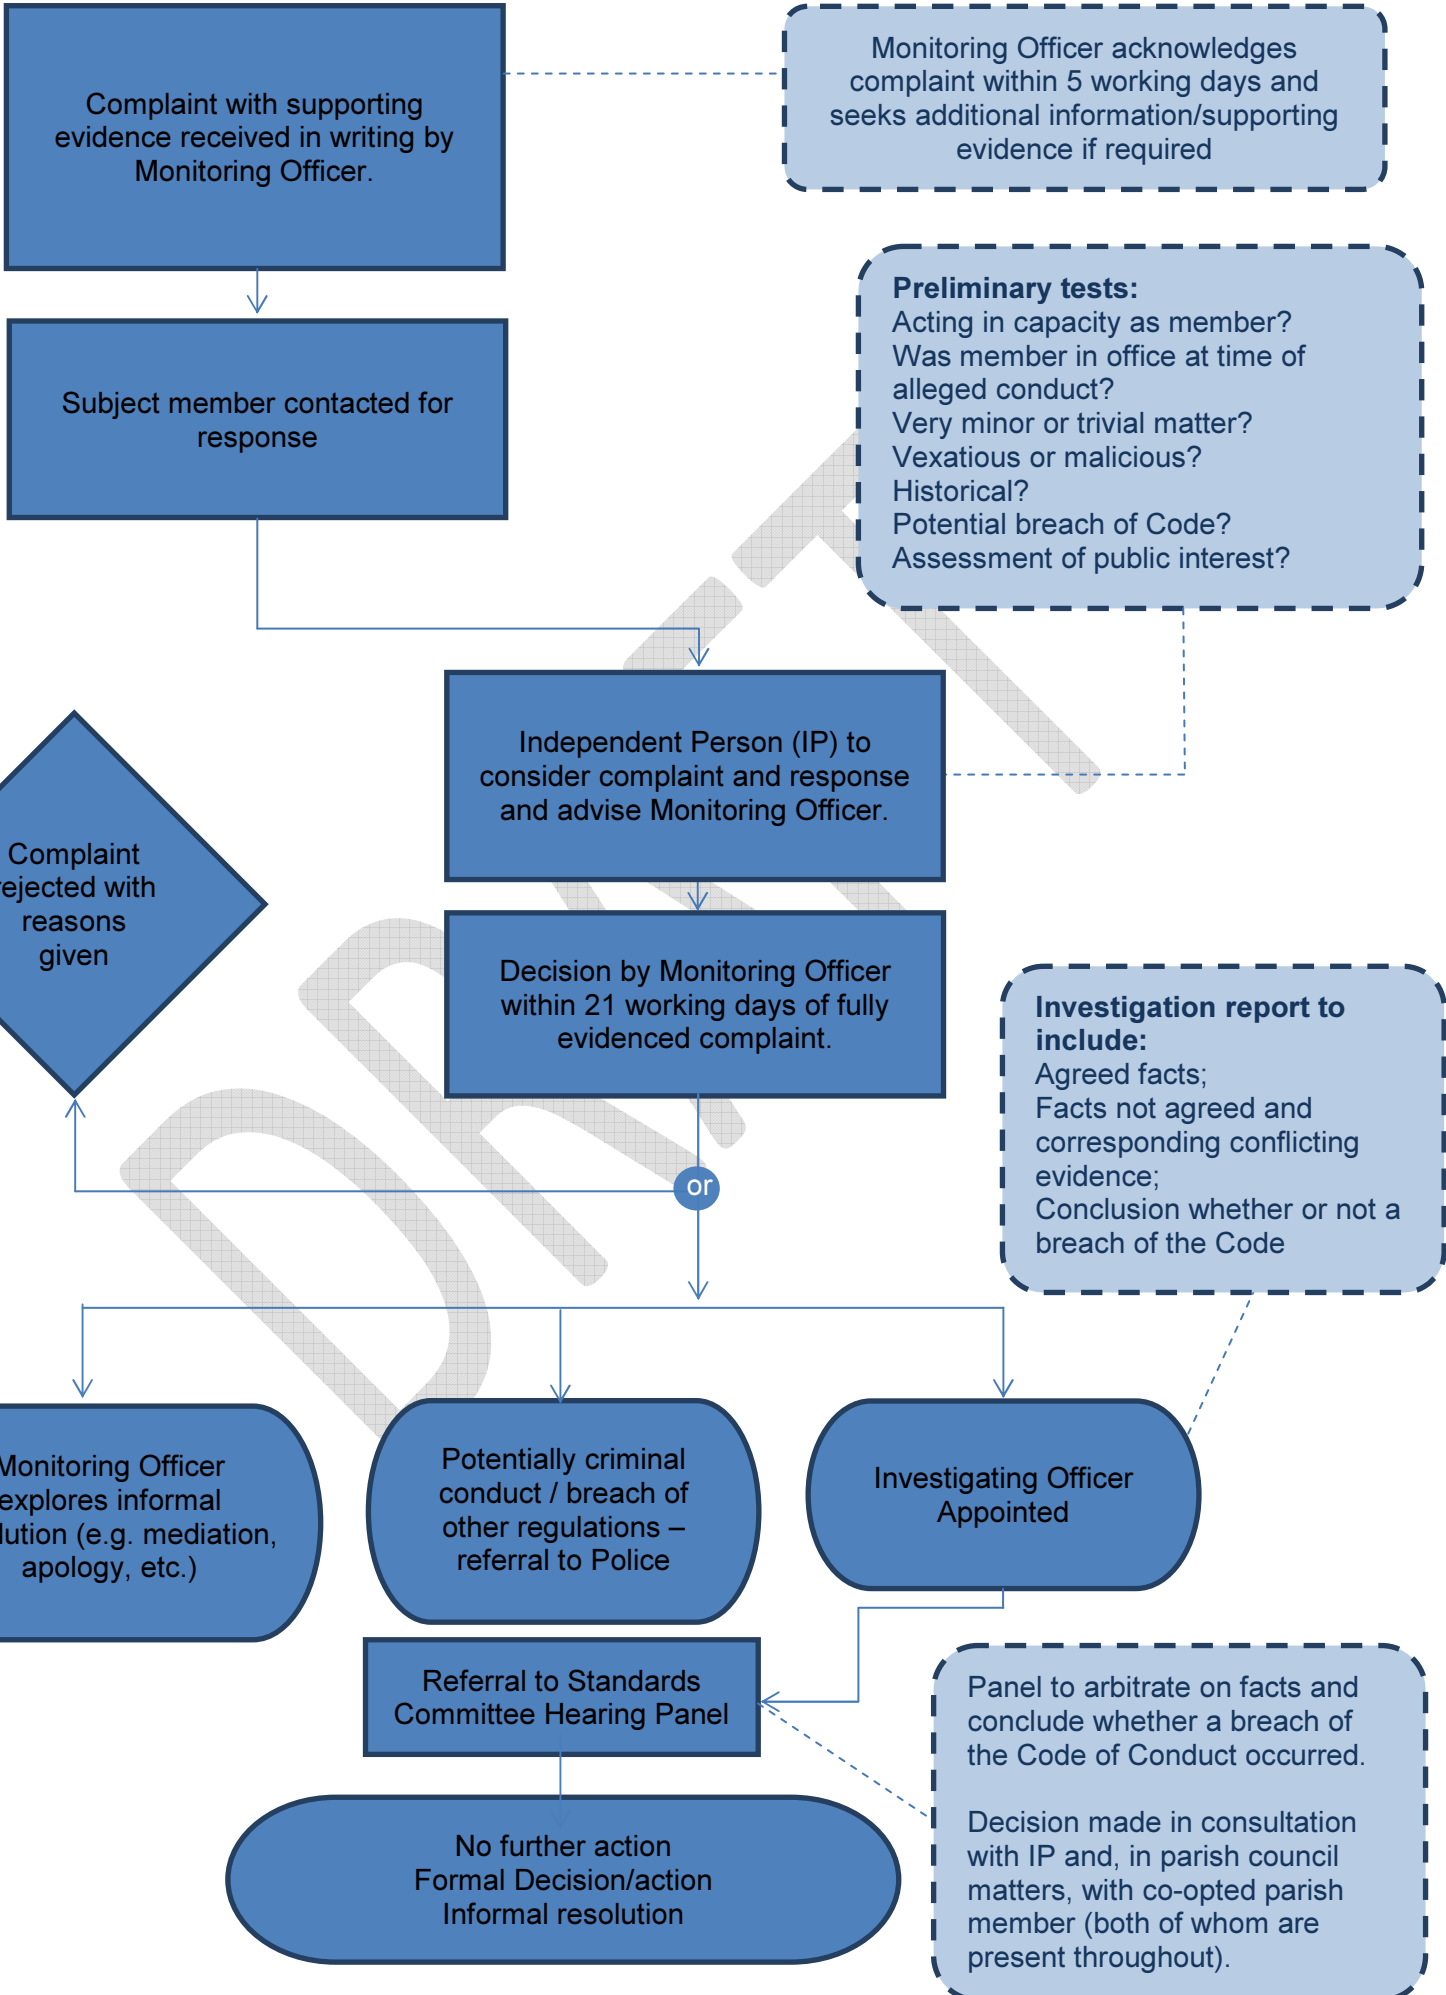 Complaint with supporting
evidence received in writing by
Monitoring Officer.
Monitoring Officer acknowledges
complaint within 5 working days and
seeks additional information/supporting
evidence if required
Preliminary tests:
Acting in capacity as member?
Was member in office at time of
alleged conduct?
Very minor or trivial matter?
Vexatious or malicious?
Historical?
Potential breach of Code?
Assessment of public interest?
Subject member contacted for
response
Independent Person (IP) to
consider complaint and response
and advise Monitoring Officer.
Complaint
rejected with
reasons
given
Decision by Monitoring Officer
within 21 working days of fully
evidenced complaint.
Investigation report to
include:
Agreed facts;
Facts not agreed and
corresponding conflicting
evidence;
Conclusion whether or not a
breach of the Code
or
Monitoring Officer
explores informal
lution (e.g. mediation,
apology, etc.)
Potentially criminal
conduct / breach of
other regulations –
referral to Police
Investigating Officer
Appointed
Referral to Standards
Committee Hearing Panel
Panel to arbitrate on facts and
conclude whether a breach of
the Code of Conduct occurred.
Decision made in consultation
with IP and, in parish council
matters, with co-opted parish
member (both of whom are
present throughout).
No further action
Formal Decision/action
Informal resolution
DRAFT